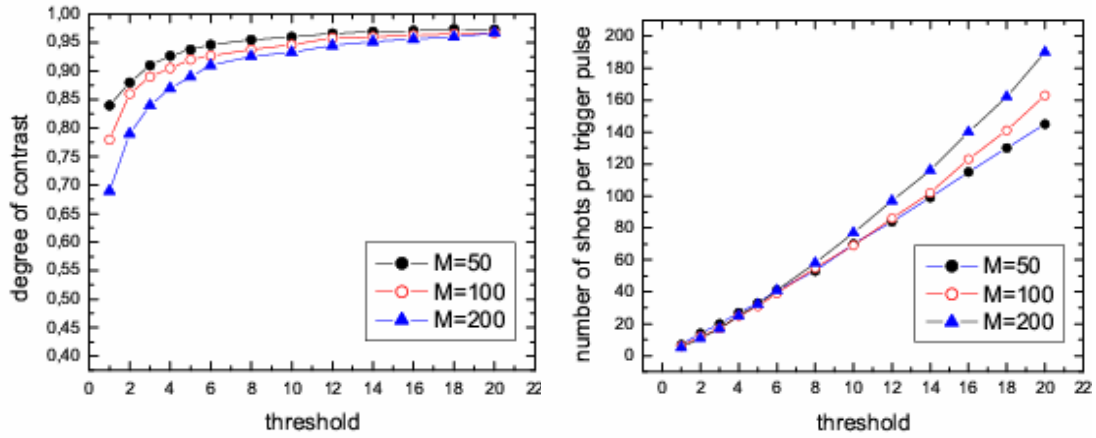 1,00
0,95
0,90
0,85
0,80
0,75
0,70
0,65
0,60
0,55
0,50
0,45
0,40
0,35
degree of contrast
M=50
M=100
M=200
0 2 4 6 8 10 12 14 16 18 20 22
threshold
200
180
160
140
120
100
80
60
40
20
0
number of shots per trigger pulse
M=50
M=100
M=200
0 2 4 6 8 10 12 14 16 18 20 22
threshold